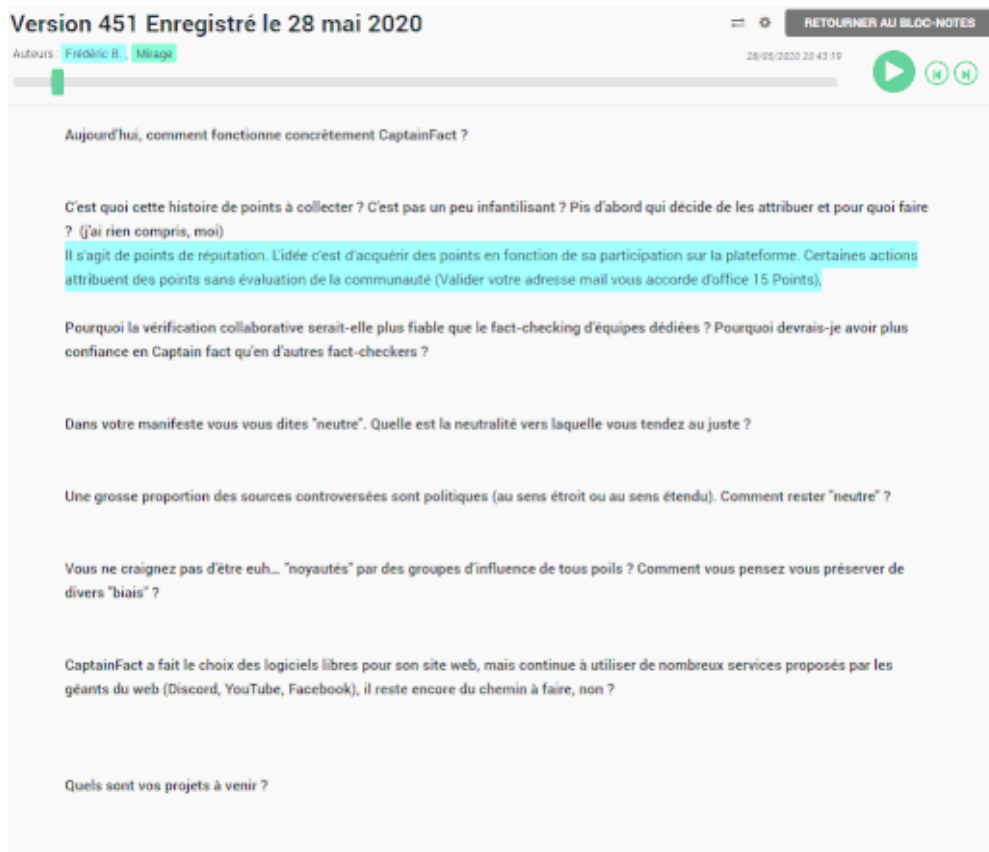 Version 451 Enregistré le 28 mai 2020
RETOURNER AU BLOC-NOTES
Auteurs : Frédéric B. , Mirage
28/05/2020 20:43:19
Aujourd'hui, comment fonctionne concrètement CaptainFact ?
C'est quoi cette histoire de points à collecter ? C'est pas un peu infantilisant ? Pis d'abord qui décide de les attribuer et pour quoi faire
? (j'ai rien compris, moi)
Il s'agit de points de réputation. L'idée c'est d'acquérir des points en fonction de sa participation sur la plateforme. Certaines actions
attribuent des points sans évaluation de la communauté (Valider votre adresse mail vous accorde d'office 15 Points).
Pourquoi la vérification collaborative serait-elle plus fiable que le fact-checking d'équipes dédiées ? Pourquoi devrais-je avoir plus
confiance en Captain fact qu'en d'autres fact-checkers ?
Dans votre manifeste vous vous dites "neutre". Quelle est la neutralité vers laquelle vous tendez au juste ?
Une grosse proportion des sources controversées sont politiques (au sens étroit ou au sens étendu). Comment rester "neutre" ?
Vous ne craignez pas d'être euh… "noyautés" par des groupes d'influence de tous poils ? Comment vous pensez vous préserver de
divers "biais" ?
CaptainFact a fait le choix des logiciels libres pour son site web, mais continue à utiliser de nombreux services proposés par les
géants du web (Discord, YouTube, Facebook), il reste encore du chemin à faire, non ?
Quels sont vos projets à venir ?